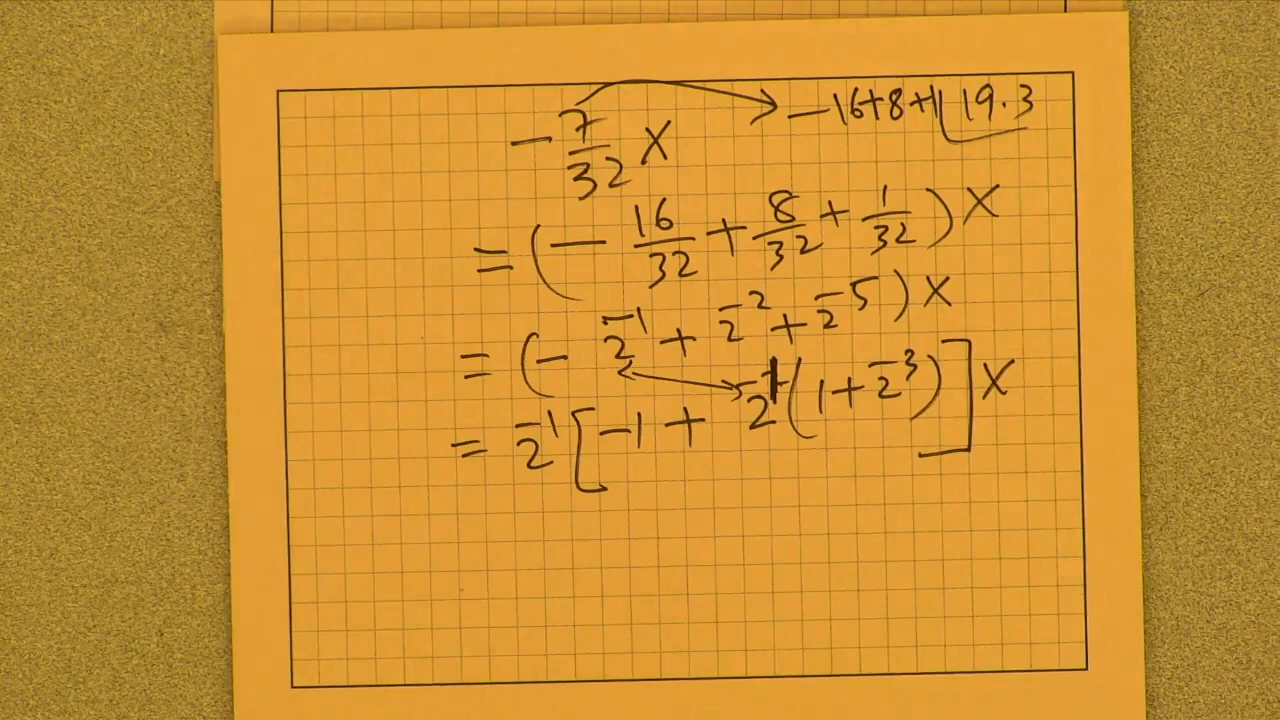 19.3
-7/32 X → -16+8+1
= (- 16/32 + 8/32 + 1/32) X
= (- 2^-1 + 2^-2 + 2^-5) X
= 2^-1 [-1 + 2^-1 (1 + 2^-3)] X